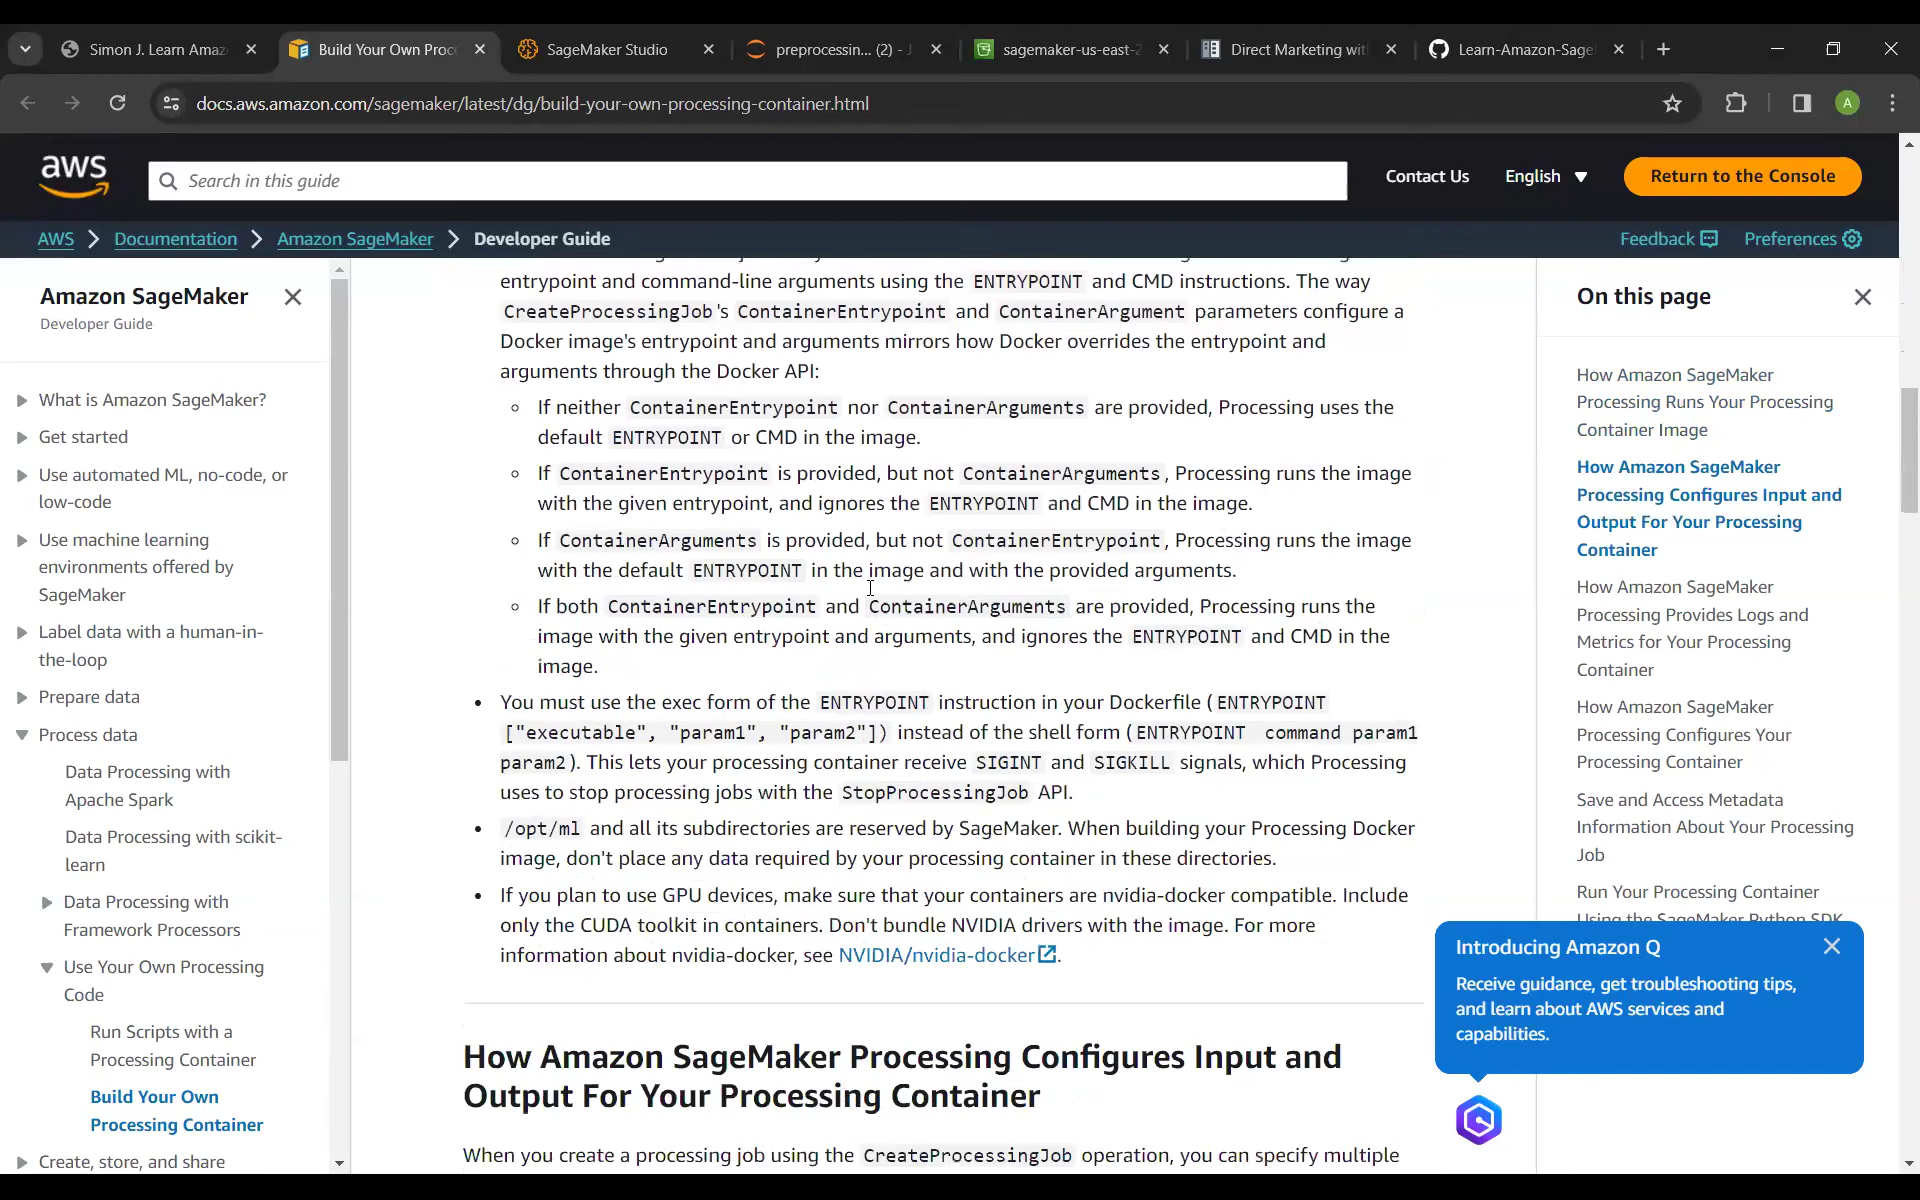 Simon J. Learn Amaz
Build Your Own Proc
SageMaker Studio
preprocessin... (2) - J
sagemaker-us-east-2
Direct Marketing wit
Learn-Amazon-Sage
docs.aws.amazon.com/sagemaker/latest/dg/build-your-own-processing-container.html
A
aws
Search in this guide
Contact Us
English
Return to the Console
AWS
Documentation
Amazon SageMaker
Developer Guide
Feedback
Preferences
Amazon SageMaker
Developer Guide
What is Amazon SageMaker?
Get started
Use automated ML, no-code, or
low-code
Use machine learning
environments offered by
SageMaker
Label data with a human-in-
the-loop
Prepare data
Process data
Data Processing with
Apache Spark
Data Processing with scikit-
learn
Data Processing with
Framework Processors
Use Your Own Processing
Code
Run Scripts with a
Processing Container
Build Your Own
Processing Container
Create, store, and share
entrypoint and command-line arguments using the ENTRYPOINT and CMD instructions. The way
CreateProcessingJob's ContainerEntrypoint and ContainerArgument parameters configure a
Docker image's entrypoint and arguments mirrors how Docker overrides the entrypoint and
arguments through the Docker API:
If neither ContainerEntrypoint nor ContainerArguments are provided, Processing uses the
default ENTRYPOINT or CMD in the image.
If ContainerEntrypoint is provided, but not ContainerArguments, Processing runs the image
with the given entrypoint, and ignores the ENTRYPOINT and CMD in the image.
If ContainerArguments is provided, but not ContainerEntrypoint, Processing runs the image
with the default ENTRYPOINT in the image and with the provided arguments.
If both ContainerEntrypoint and ContainerArguments are provided, Processing runs the
image with the given entrypoint and arguments, and ignores the ENTRYPOINT and CMD in the
image.
• You must use the exec form of the ENTRYPOINT instruction in your Dockerfile (ENTRYPOINT
["executable", "param1", "param2"]) instead of the shell form (ENTRYPOINT command param1
param2). This lets your processing container receive SIGINT and SIGKILL signals, which Processing
uses to stop processing jobs with the StopProcessingJob API.
• /opt/ml and all its subdirectories are reserved by SageMaker. When building your Processing Docker
image, don't place any data required by your processing container in these directories.
• If you plan to use GPU devices, make sure that your containers are nvidia-docker compatible. Include
only the CUDA toolkit in containers. Don't bundle NVIDIA drivers with the image. For more
information about nvidia-docker, see NVIDIA/nvidia-docker.
How Amazon SageMaker Processing Configures Input and
Output For Your Processing Container
When you create a processing job using the CreateProcessingJob operation, you can specify multiple
On this page
How Amazon SageMaker
Processing Runs Your Processing
Container Image
How Amazon SageMaker
Processing Configures Input and
Output For Your Processing
Container
How Amazon SageMaker
Processing Provides Logs and
Metrics for Your Processing
Container
How Amazon SageMaker
Processing Configures Your
Processing Container
Save and Access Metadata
Information About Your Processing
Job
Run Your Processing Container
Using the SageMaker Python SDK
Introducing Amazon Q
Receive guidance, get troubleshooting tips,
and learn about AWS services and
capabilities.